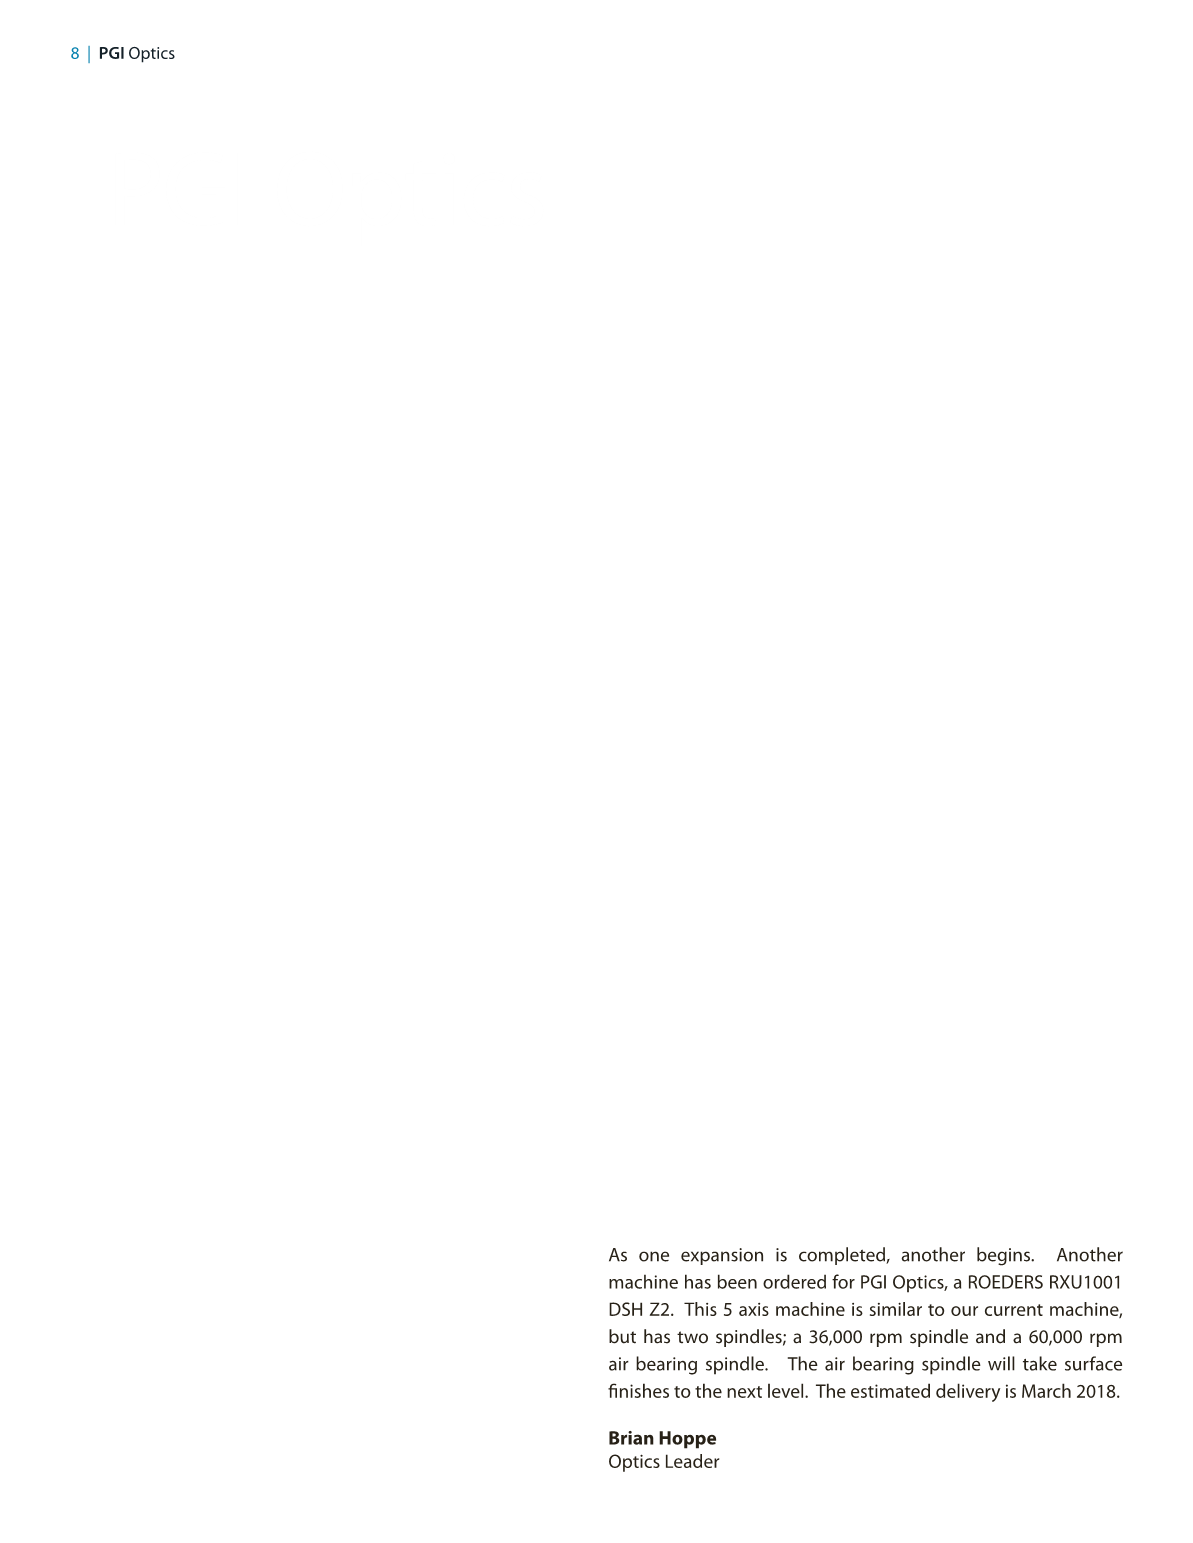 8 | PGI Optics
As one expansion is completed, another begins. Another
machine has been ordered for PGI Optics, a ROEDERS RXU1001
DSH Z2. This 5 axis machine is similar to our current machine,
but has two spindles; a 36,000 rpm spindle and a 60,000 rpm
air bearing spindle. The air bearing spindle will take surface
finishes to the next level. The estimated delivery is March 2018.
Brian Hoppe
Optics Leader